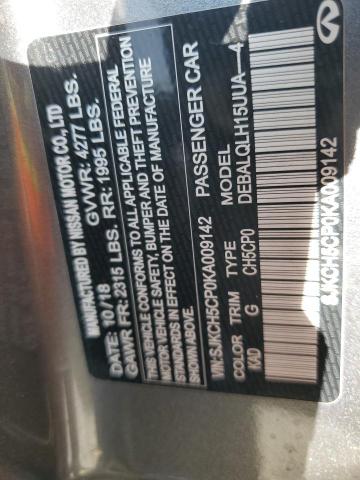 MANUFACTURED BY NISSAN MOTOR CO., LTD
GVWR: 4277 LBS.
DATE: 10/18
GAWR FR: 2315 LBS. RR: 1995 LBS.
THIS VEHICLE CONFORMS TO ALL APPLICABLE FEDERAL
MOTOR VEHICLE SAFETY, BUMPER AND THEFT PREVENTION
STANDARDS IN EFFECT ON THE DATE OF MANUFACTURE
SHOWN ABOVE.
VIN: SJKCH5CP0KA009142 PASSENGER CAR
COLOR TRIM TYPE MODEL
KAD G CH5CP0 DEBALQLH15UUA--4
SJKCH5CP0KA009142